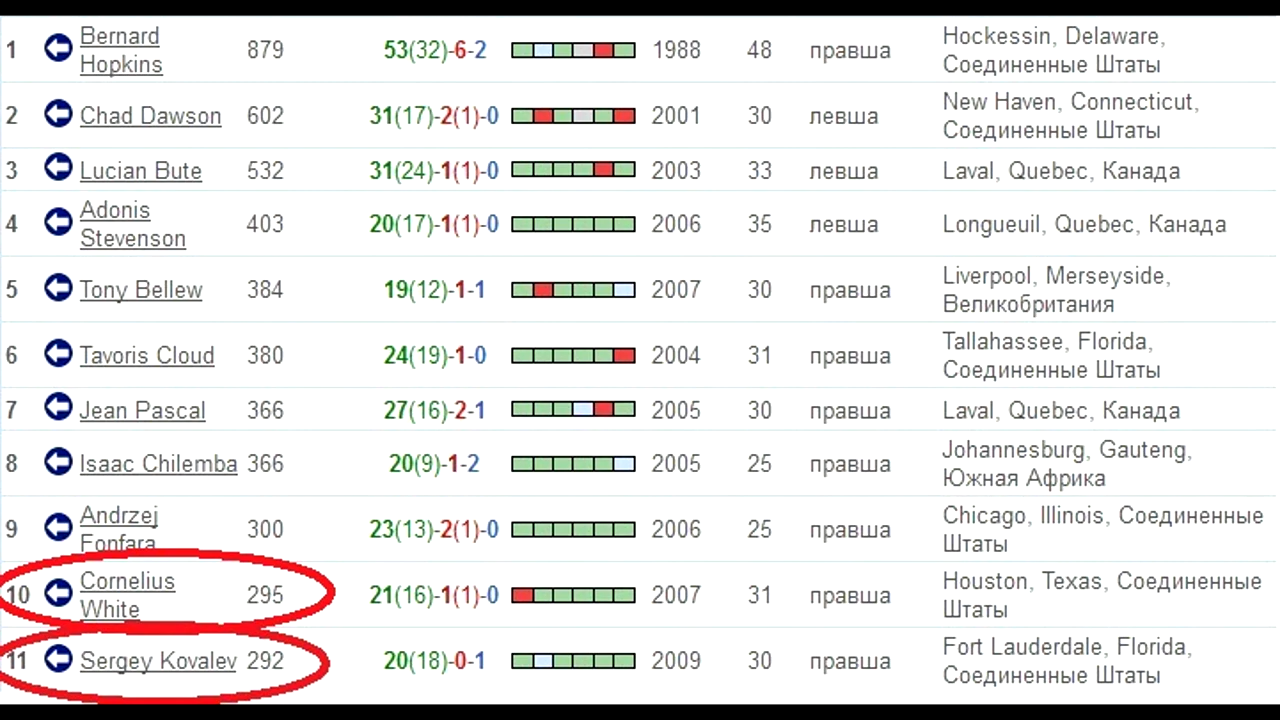 1 Bernard Hopkins 879 53(32)-6-2 1988 48 правша Hockessin, Delaware, Соединенные Штаты
2 Chad Dawson 602 31(17)-2(1)-0 2001 30 левша New Haven, Connecticut, Соединенные Штаты
3 Lucian Bute 532 31(24)-1(1)-0 2003 33 левша Laval, Quebec, Канада
4 Adonis Stevenson 403 20(17)-1(1)-0 2006 35 левша Longueuil, Quebec, Канада
5 Tony Bellew 384 19(12)-1-1 2007 30 правша Liverpool, Merseyside, Великобритания
6 Tavoris Cloud 380 24(19)-1-0 2004 31 правша Tallahassee, Florida, Соединенные Штаты
7 Jean Pascal 366 27(16)-2-1 2005 30 правша Laval, Quebec, Канада
8 Isaac Chilemba 366 20(9)-1-2 2005 25 правша Johannesburg, Gauteng, Южная Африка
9 Andrzej Fonfara 300 23(13)-2(1)-0 2006 25 правша Chicago, Illinois, Соединенные Штаты
10 Cornelius White 295 21(16)-1(1)-0 2007 31 правша Houston, Texas, Соединенные Штаты
11 Sergey Kovalev 292 20(18)-0-1 2009 30 правша Fort Lauderdale, Florida, Соединенные Штаты